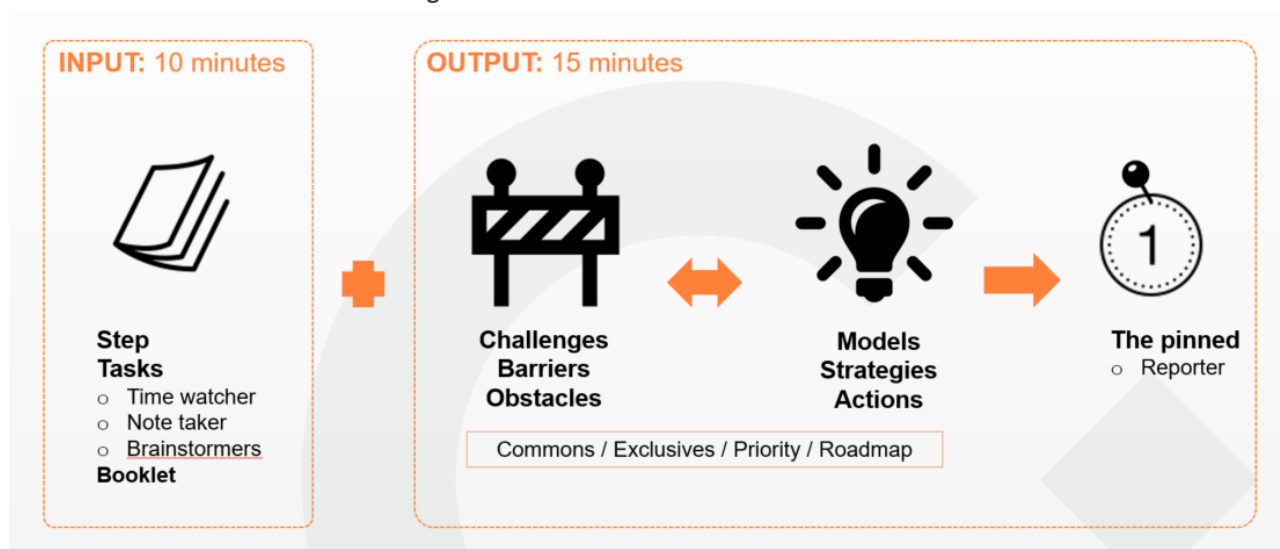 INPUT: 10 minutes
OUTPUT: 15 minutes
1
Step
Tasks
o Time watcher
o Note taker
o Brainstormers
Booklet
Challenges
Barriers
Obstacles
Models
Strategies
Actions
Commons / Exclusives / Priority / Roadmap
The pinned
o Reporter